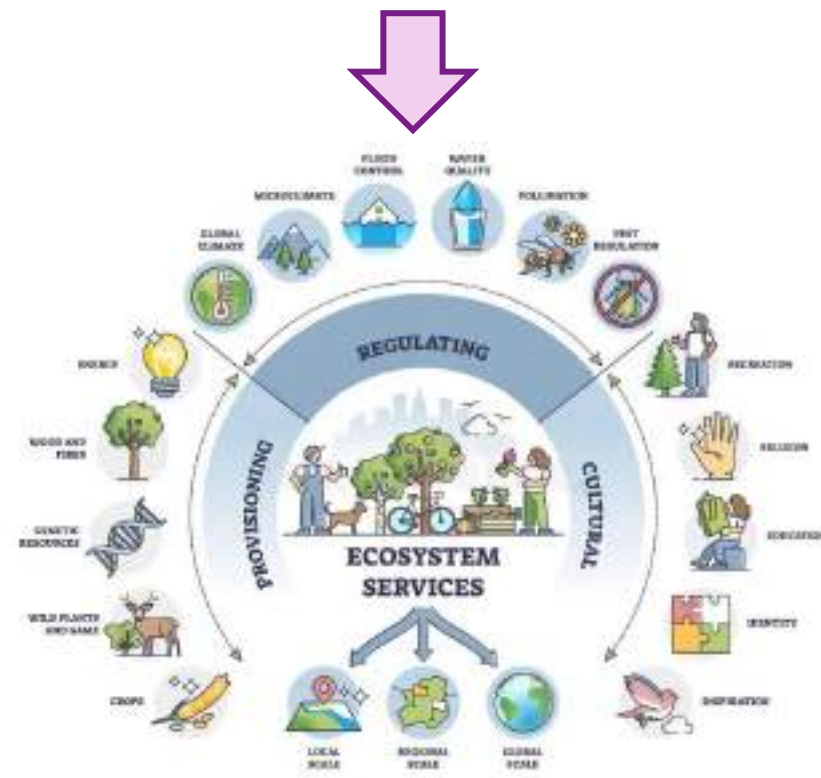 FLOOD
CONTROL
WATER
QUALITY
MICROCLIMATE
POLLINATION
GLOBAL
CLIMATE
PEST
REGULATION
REGULATING
ENERGY
RECREATION
WOOD AND
FIBER
RELIGION
PROVISIONING
CULTURAL
GENETIC
RESOURCES
EDUCATION
ECOSYSTEM
SERVICES
WILD PLANTS
AND GAME
IDENTITY
CROPS
INSPIRATION
LOCAL
SCALE
REGIONAL
SCALE
GLOBAL
SCALE